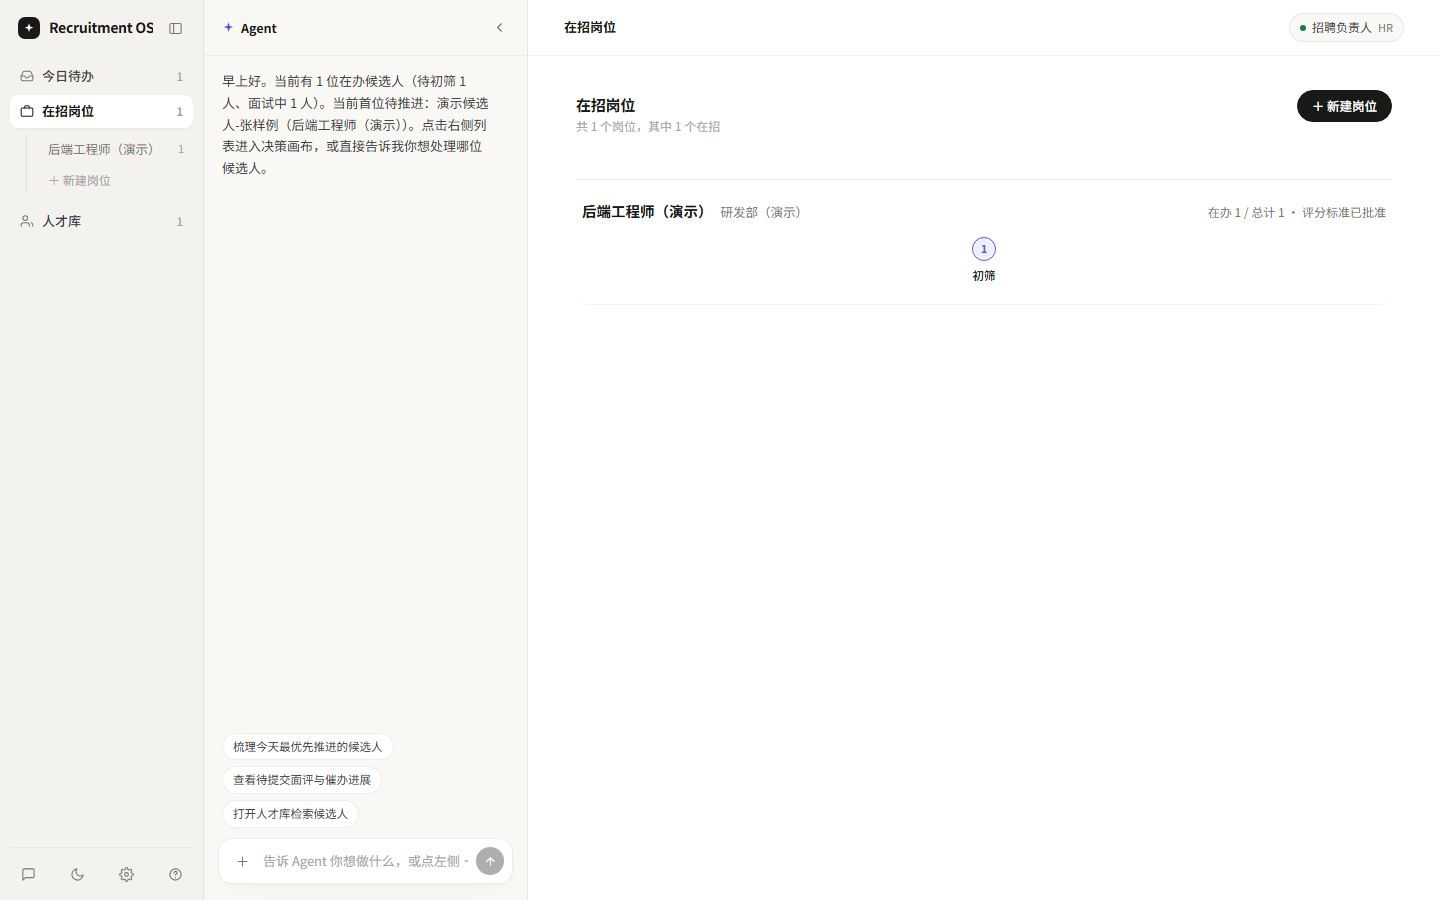 Recruitment OS
今日待办 1
在招岗位 1
后端工程师（演示） 1
＋ 新建岗位
人才库 1
Agent
早上好。当前有 1 位在办候选人（待初筛 1
人、面试中 1 人）。当前首位待推进：演示候选
人-张样例（后端工程师（演示））。点击右侧列
表进入决策画布，或直接告诉我你想处理哪位
候选人。
梳理今天最优先推进的候选人
查看待提交面评与催办进展
打开人才库检索候选人
告诉 Agent 你想做什么，或点左侧
在招岗位
招聘负责人 HR
在招岗位
共 1 个岗位，其中 1 个在招
＋ 新建岗位
后端工程师（演示） 研发部（演示）
在办 1 / 总计 1 · 评分标准已批准
1
初筛